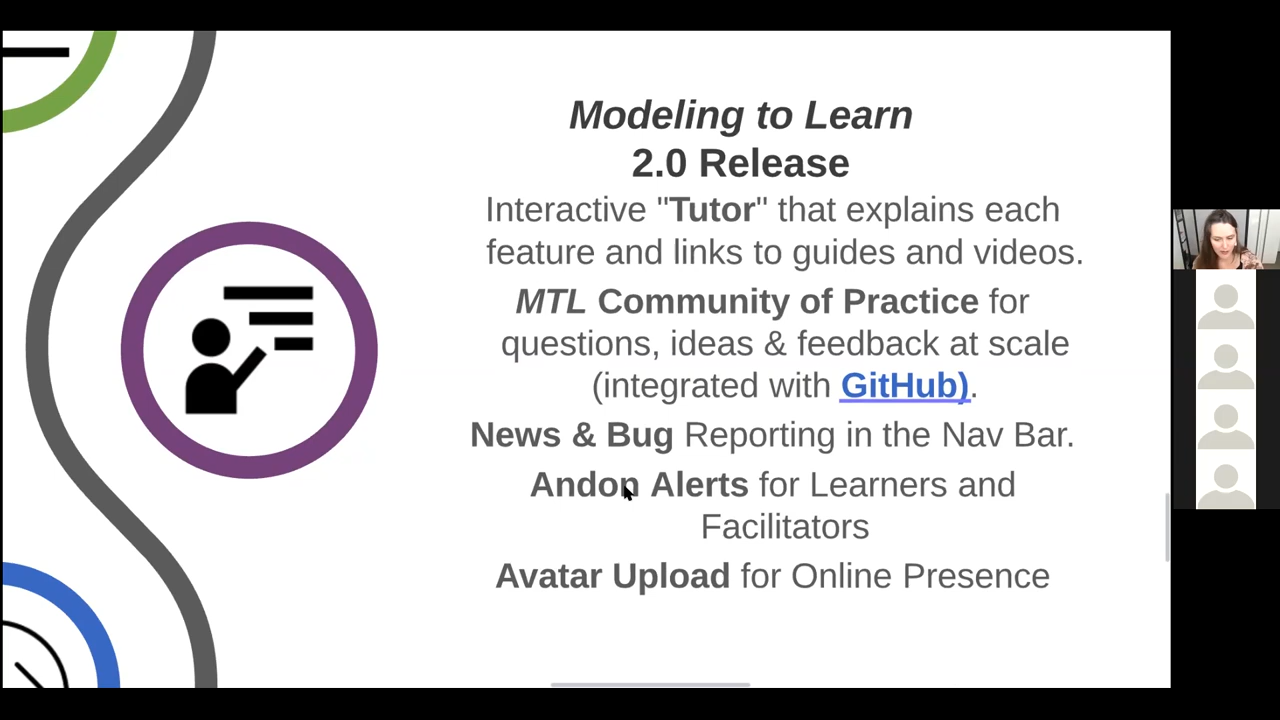 Modeling to Learn
2.0 Release
Interactive "Tutor" that explains each
feature and links to guides and videos.
MTL Community of Practice for
questions, ideas & feedback at scale
(integrated with GitHub).
News & Bug Reporting in the Nav Bar.
Andon Alerts for Learners and
Facilitators
Avatar Upload for Online Presence